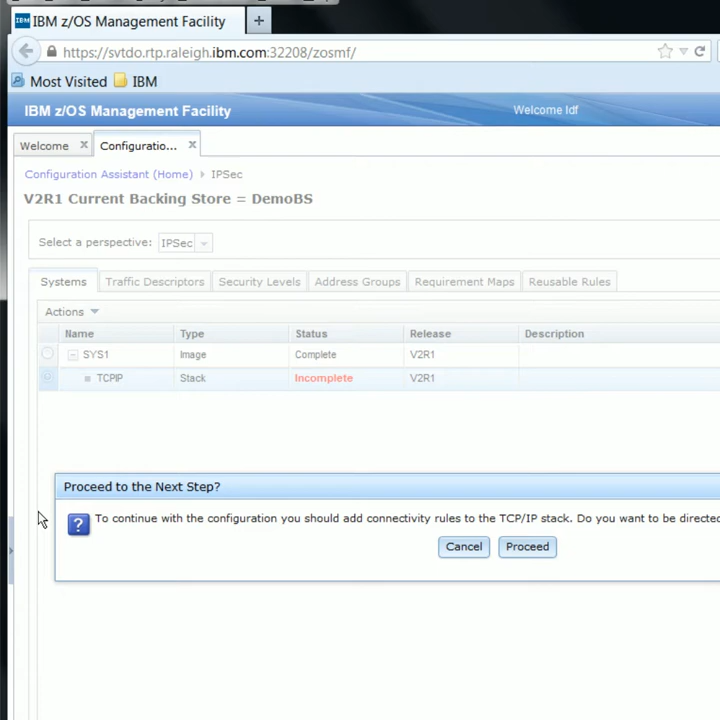 IBM z/OS Management Facility
https://svtdo.rtp.raleigh.ibm.com:32208/zosmf/
Most Visited IBM
IBM z/OS Management Facility Welcome ldf
Welcome Configuratio...
Configuration Assistant (Home) IPSec
V2R1 Current Backing Store = DemoBS
Select a perspective: IPSec
Systems Traffic Descriptors Security Levels Address Groups Requirement Maps Reusable Rules
Actions
Name Type Status Release Description
SYS1 Image Complete V2R1
TCPIP Stack Incomplete V2R1
Proceed to the Next Step?
To continue with the configuration you should add connectivity rules to the TCP/IP stack. Do you want to be directed
Cancel Proceed